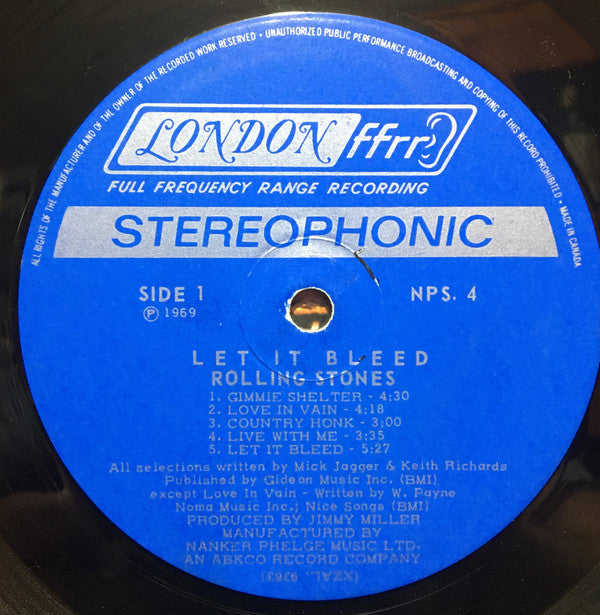 ALL RIGHTS OF THE MANUFACTURER AND OF THE OWNER OF THE RECORDED WORK RESERVED - UNAUTHORIZED PUBLIC PERFORMANCE BROADCASTING AND COPYING OF THIS RECORD PROHIBITED - MADE IN CANADA
LONDON ffrr
FULL FREQUENCY RANGE RECORDING
STEREOPHONIC
SIDE 1 NPS. 4
℗ 1969
LET IT BLEED
ROLLING STONES
1. GIMMIE SHELTER - 4:30
2. LOVE IN VAIN - 4:18
3. COUNTRY HONK - 3:00
4. LIVE WITH ME - 3:35
5. LET IT BLEED - 5:27
All selections written by Mick Jagger & Keith Richards
Published by Gideon Music Inc. (BMI)
except Love In Vain - Written by W. Payne
Noma Music Inc.; Nice Songs (BMI)
PRODUCED BY JIMMY MILLER
MANUFACTURED BY
NANKER PHELGE MUSIC LTD.
AN ABKCO RECORD COMPANY
(XZAL. 9363)